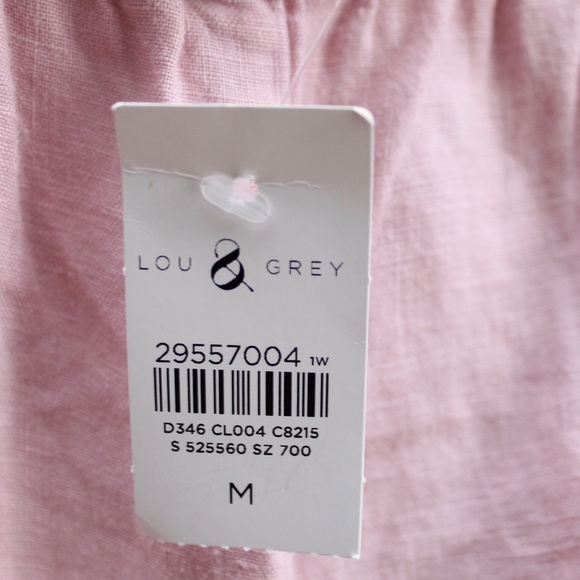 LOU & GREY
29557004 1W
D346 CL004 C8215
S 525560 SZ 700
M